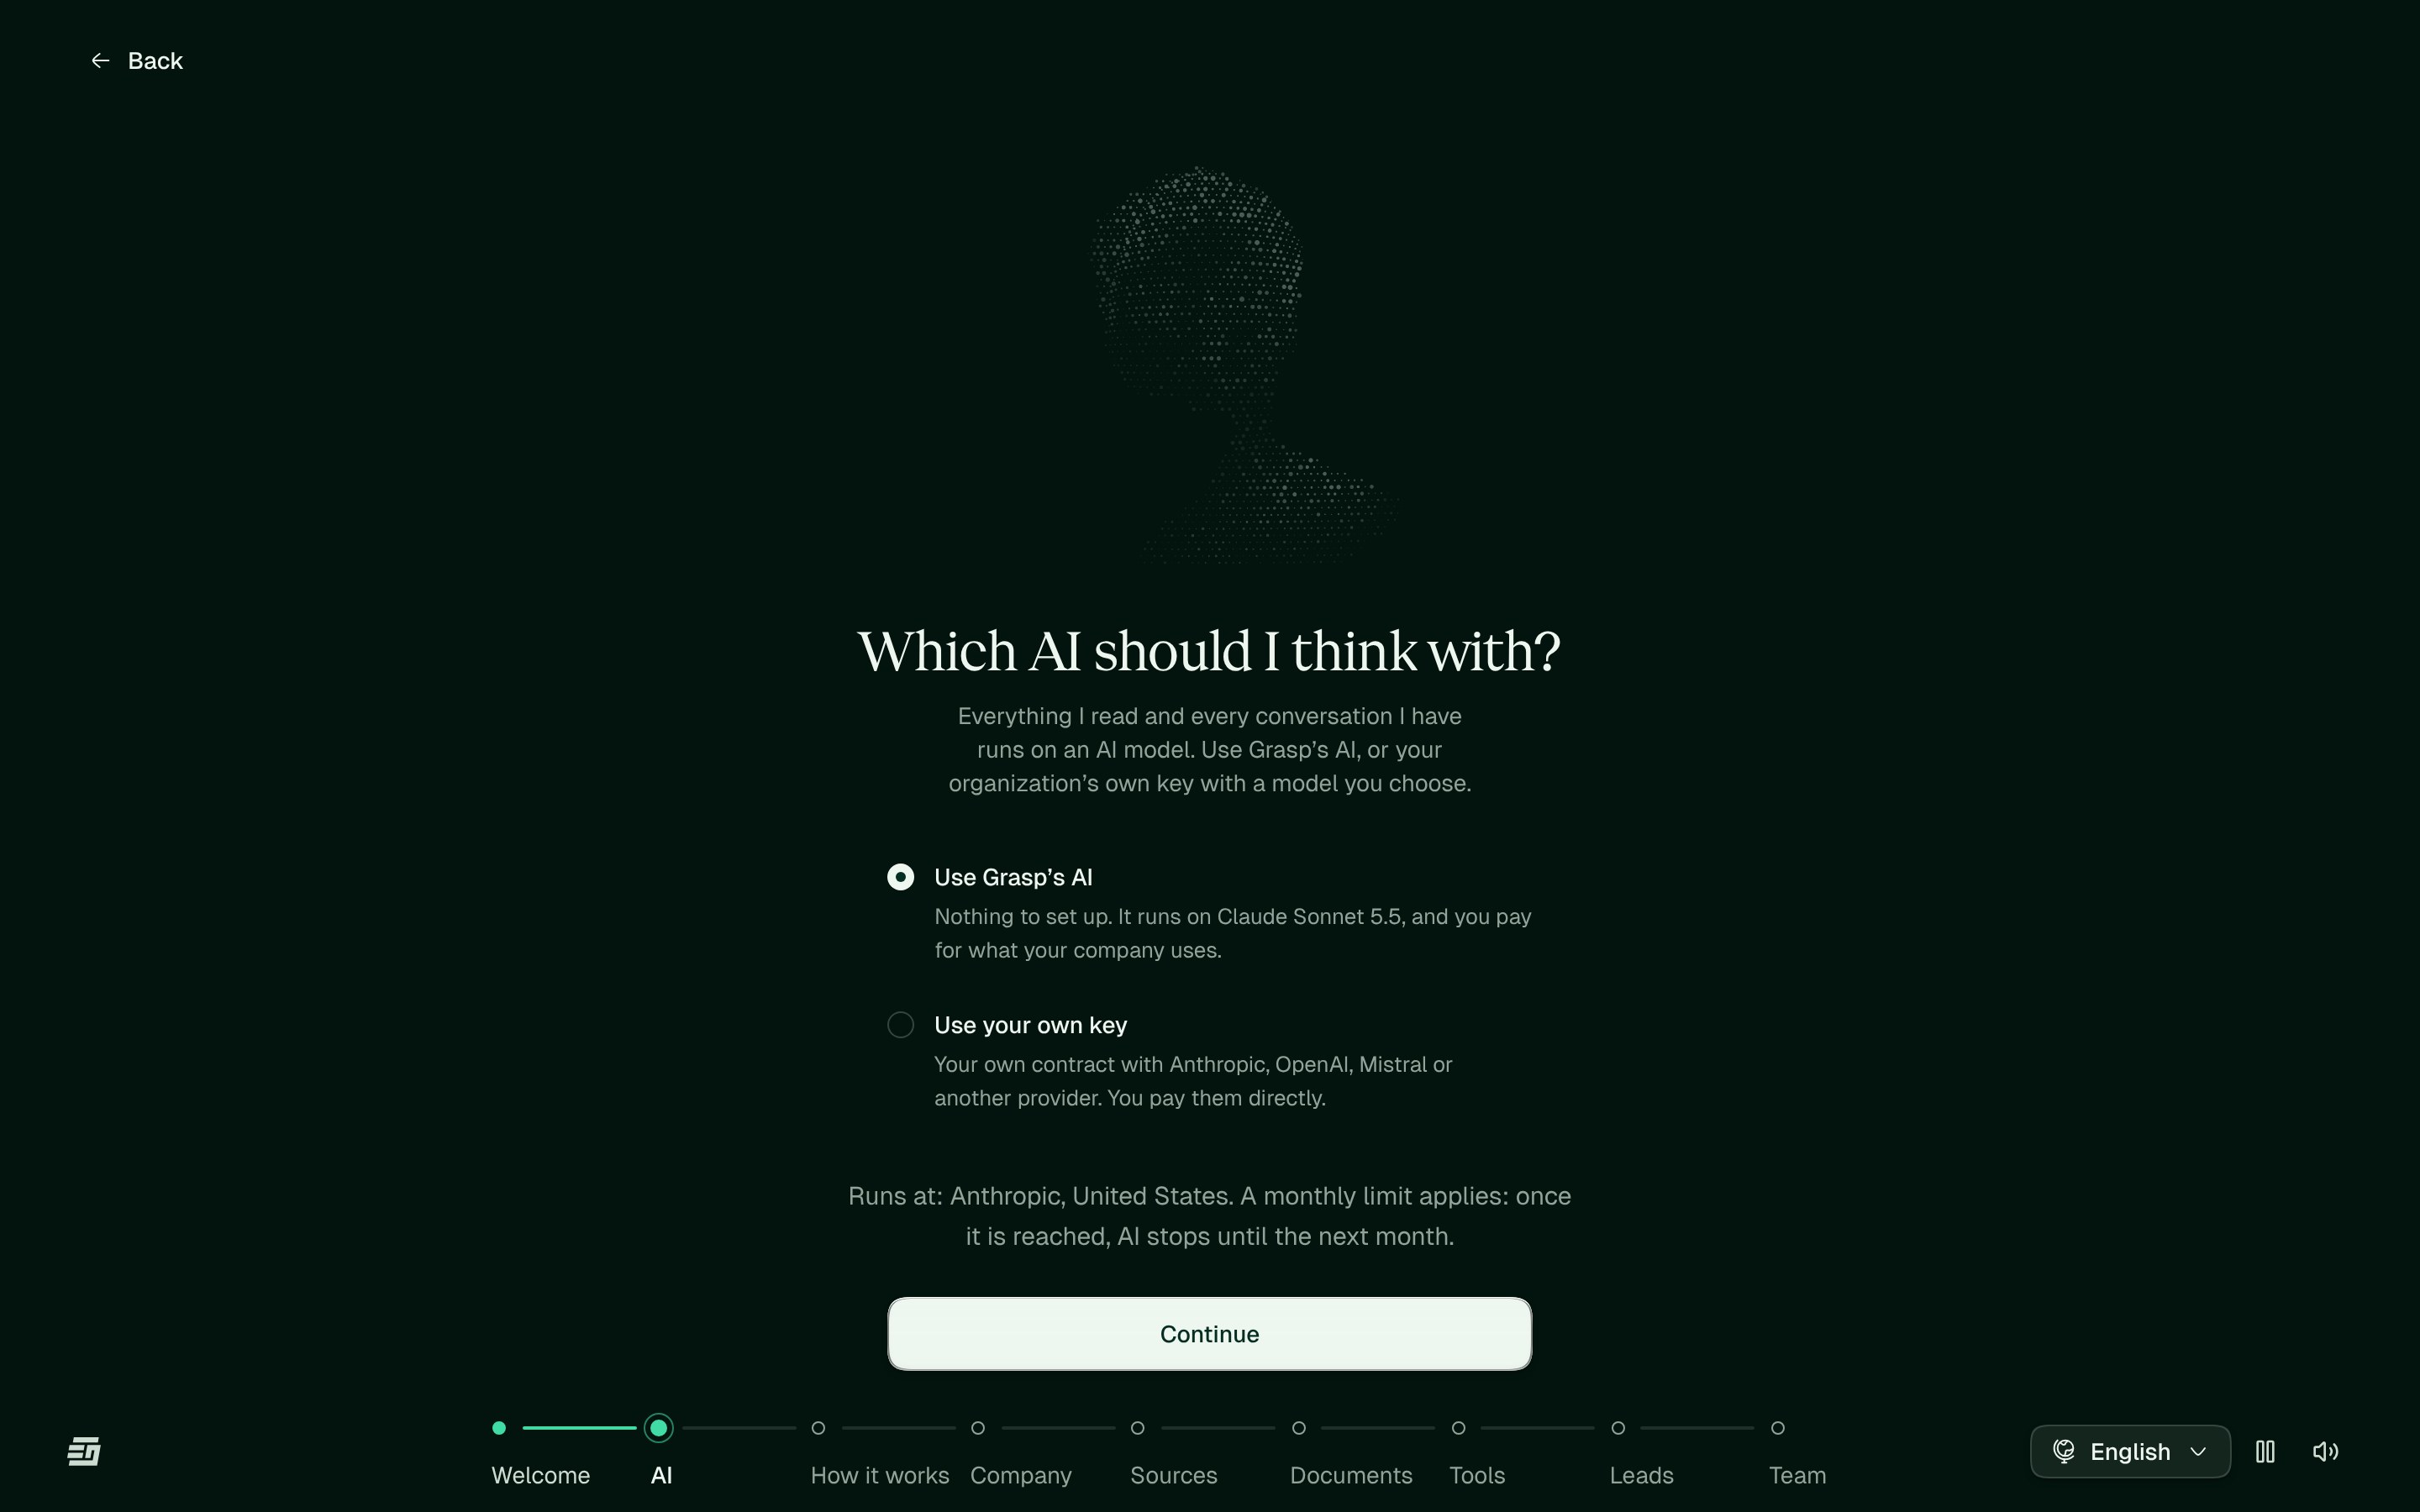 Back
Which AI should I think with?
Everything I read and every conversation I have
runs on an AI model. Use Grasp’s AI, or your
organization’s own key with a model you choose.
Use Grasp’s AI
Nothing to set up. It runs on Claude Sonnet 5.5, and you pay
for what your company uses.
Use your own key
Your own contract with Anthropic, OpenAI, Mistral or
another provider. You pay them directly.
Runs at: Anthropic, United States. A monthly limit applies: once
it is reached, AI stops until the next month.
Continue
Welcome
AI
How it works
Company
Sources
Documents
Tools
Leads
Team
English